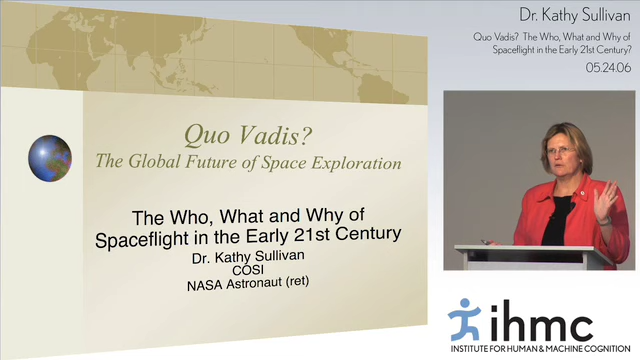 Dr. Kathy Sullivan
Quo Vadis? The Who, What and Why of
Spaceflight in the Early 21st Century?
05.24.06
Quo Vadis?
The Global Future of Space Exploration
The Who, What and Why of
Spaceflight in the Early 21st Century
Dr. Kathy Sullivan
COSI
NASA Astronaut (ret)
ihmc
INSTITUTE FOR HUMAN & MACHINE COGNITION